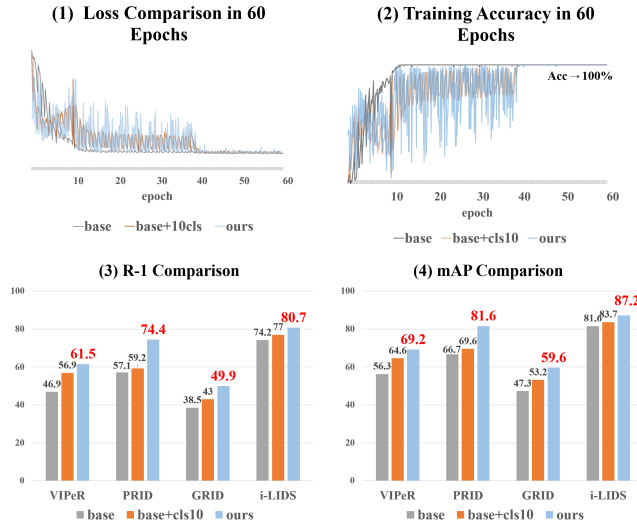 (1) Loss Comparison in 60
Epochs
10 20 30 40 50 60
epoch
base base+10cls ours
(2) Training Accuracy in 60
Epochs
Acc→100%
10 20 30 40 50 60
epoch
base base+cls10 ours
(3) R-1 Comparison
100
80
60
40
20
0
46.9 56.9 61.5
57.1 59.2 74.4
38.5 43 49.9
74.2 77 80.7
VIPeR PRID GRID i-LIDS
base base+cls10 ours
(4) mAP Comparison
100
80
60
40
20
0
56.3 64.6 69.2
66.7 69.6 81.6
47.3 53.2 59.6
81.6 83.7 87.2
VIPeR PRID GRID i-LIDS
base base+cls10 ours